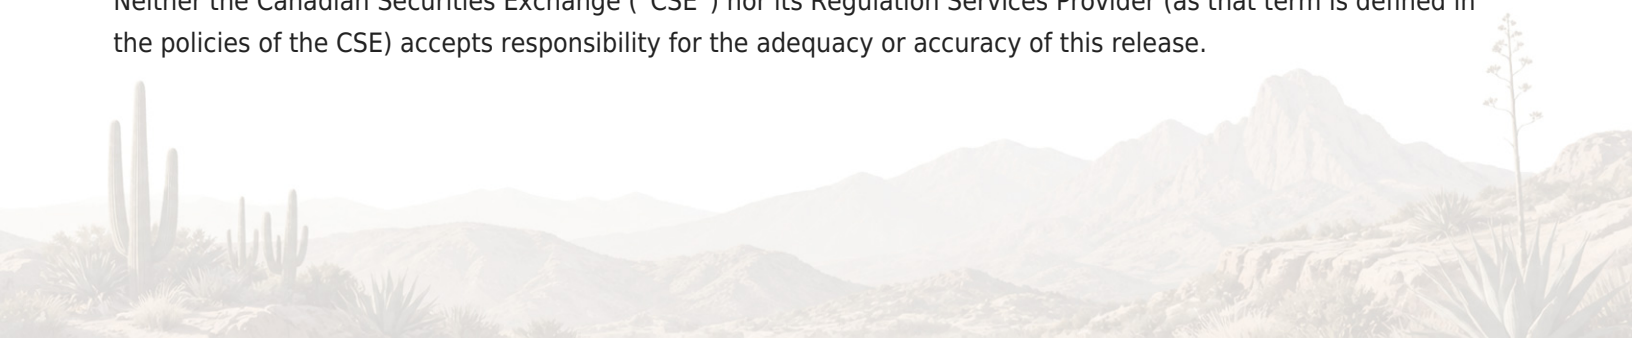 Neither the Canadian Securities Exchange ("CSE") nor its Regulation Services Provider (as that term is defined in
the policies of the CSE) accepts responsibility for the adequacy or accuracy of this release.